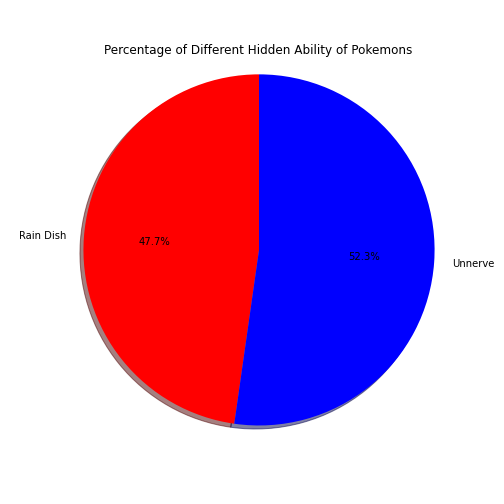 Percentage of Different Hidden Ability of Pokemons
Rain Dish
47.7%
52.3%
Unnerve